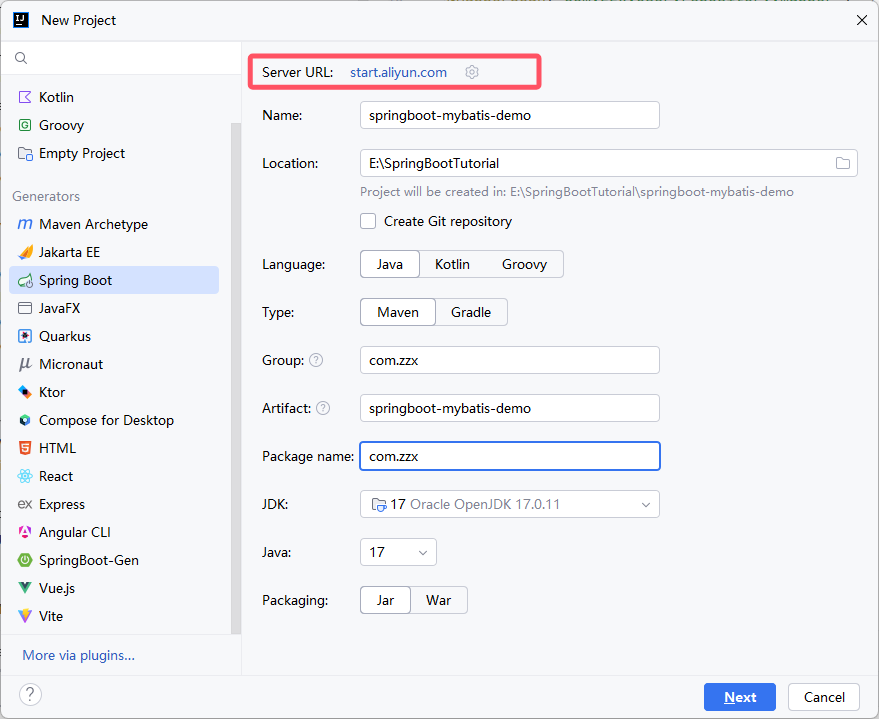 New Project
Kotlin
Groovy
Empty Project
Generators
Maven Archetype
Jakarta EE
Spring Boot
JavaFX
Quarkus
Micronaut
Ktor
Compose for Desktop
HTML
React
Express
Angular CLI
SpringBoot-Gen
Vue.js
Vite
More via plugins...
Server URL: start.aliyun.com
Name: springboot-mybatis-demo
Location: E:\SpringBootTutorial
Project will be created in: E:\SpringBootTutorial\springboot-mybatis-demo
Create Git repository
Language: Java Kotlin Groovy
Type: Maven Gradle
Group: com.zzx
Artifact: springboot-mybatis-demo
Package name: com.zzx
JDK: 17 Oracle OpenJDK 17.0.11
Java: 17
Packaging: Jar War
Next Cancel